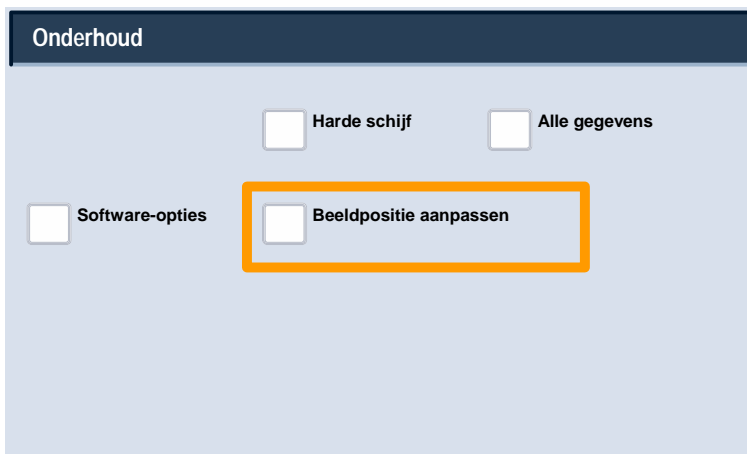 Onderhoud
Harde schijf
Alle gegevens
Software-opties
Beeldpositie aanpassen